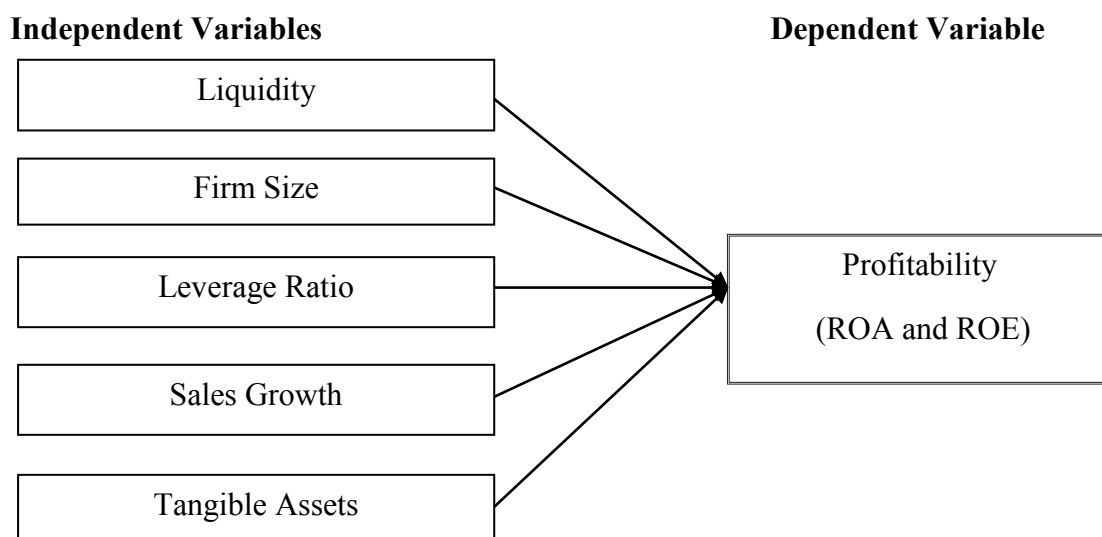 Independent Variables
Dependent Variable
Liquidity
Firm Size
Leverage Ratio
Sales Growth
Tangible Assets
Profitability
(ROA and ROE)